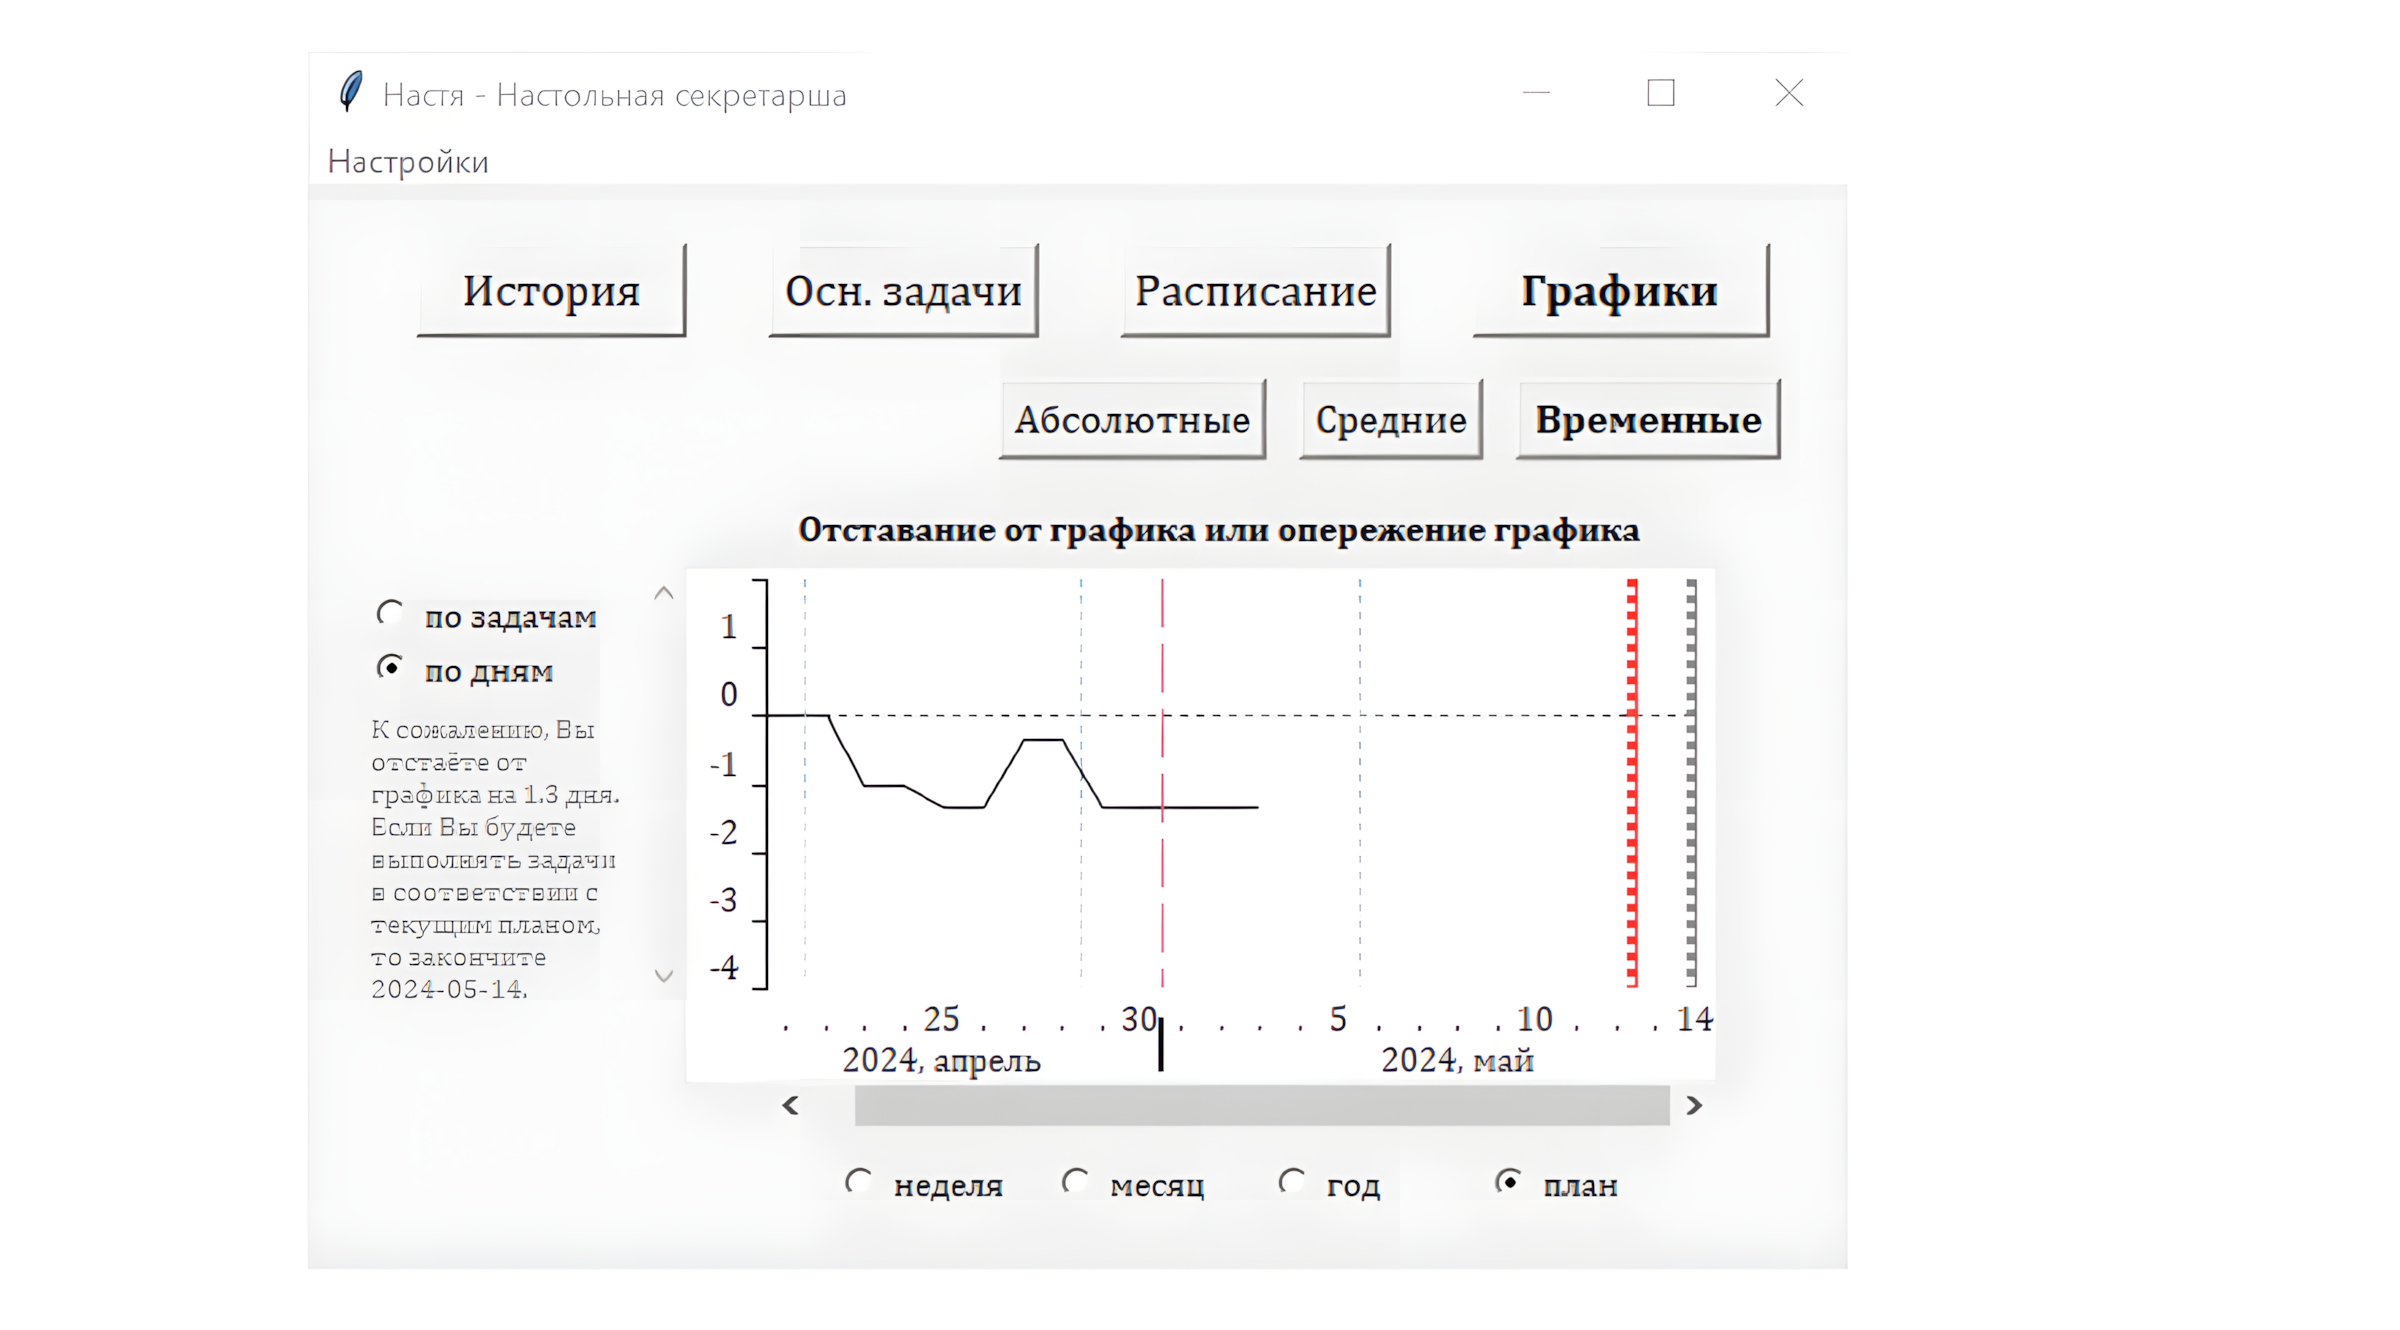 Настя - Настольная секретарша
Настройки
История Осн. задачи Расписание Графики
Абсолютные Средние Временные
Отставание от графика или опережение графика
по задачам
по дням
К сожалению, Вы
отстаёте от
графика на 1.3 дня.
Если Вы будете
выполнять задачи
в соответствии с
текущим планом,
то закончите
2024-05-14.
1
0
-1
-2
-3
-4
. . . . 25 . . . . 30 . . . . 5 . . . . 10 . . . 14
2024, апрель 2024, май
неделя месяц год план